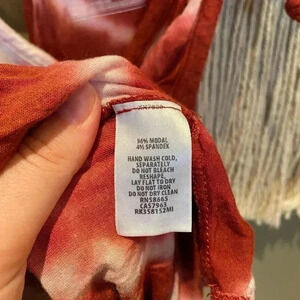 96% MODAL
4% SPANDEX
HAND WASH COLD,
SEPARATELY
DO NOT BLEACH
RESHAPE,
LAY FLAT TO DRY
DO NOT IRON
DO NOT DRY CLEAN
RN58665
CA57963
RK358152MI